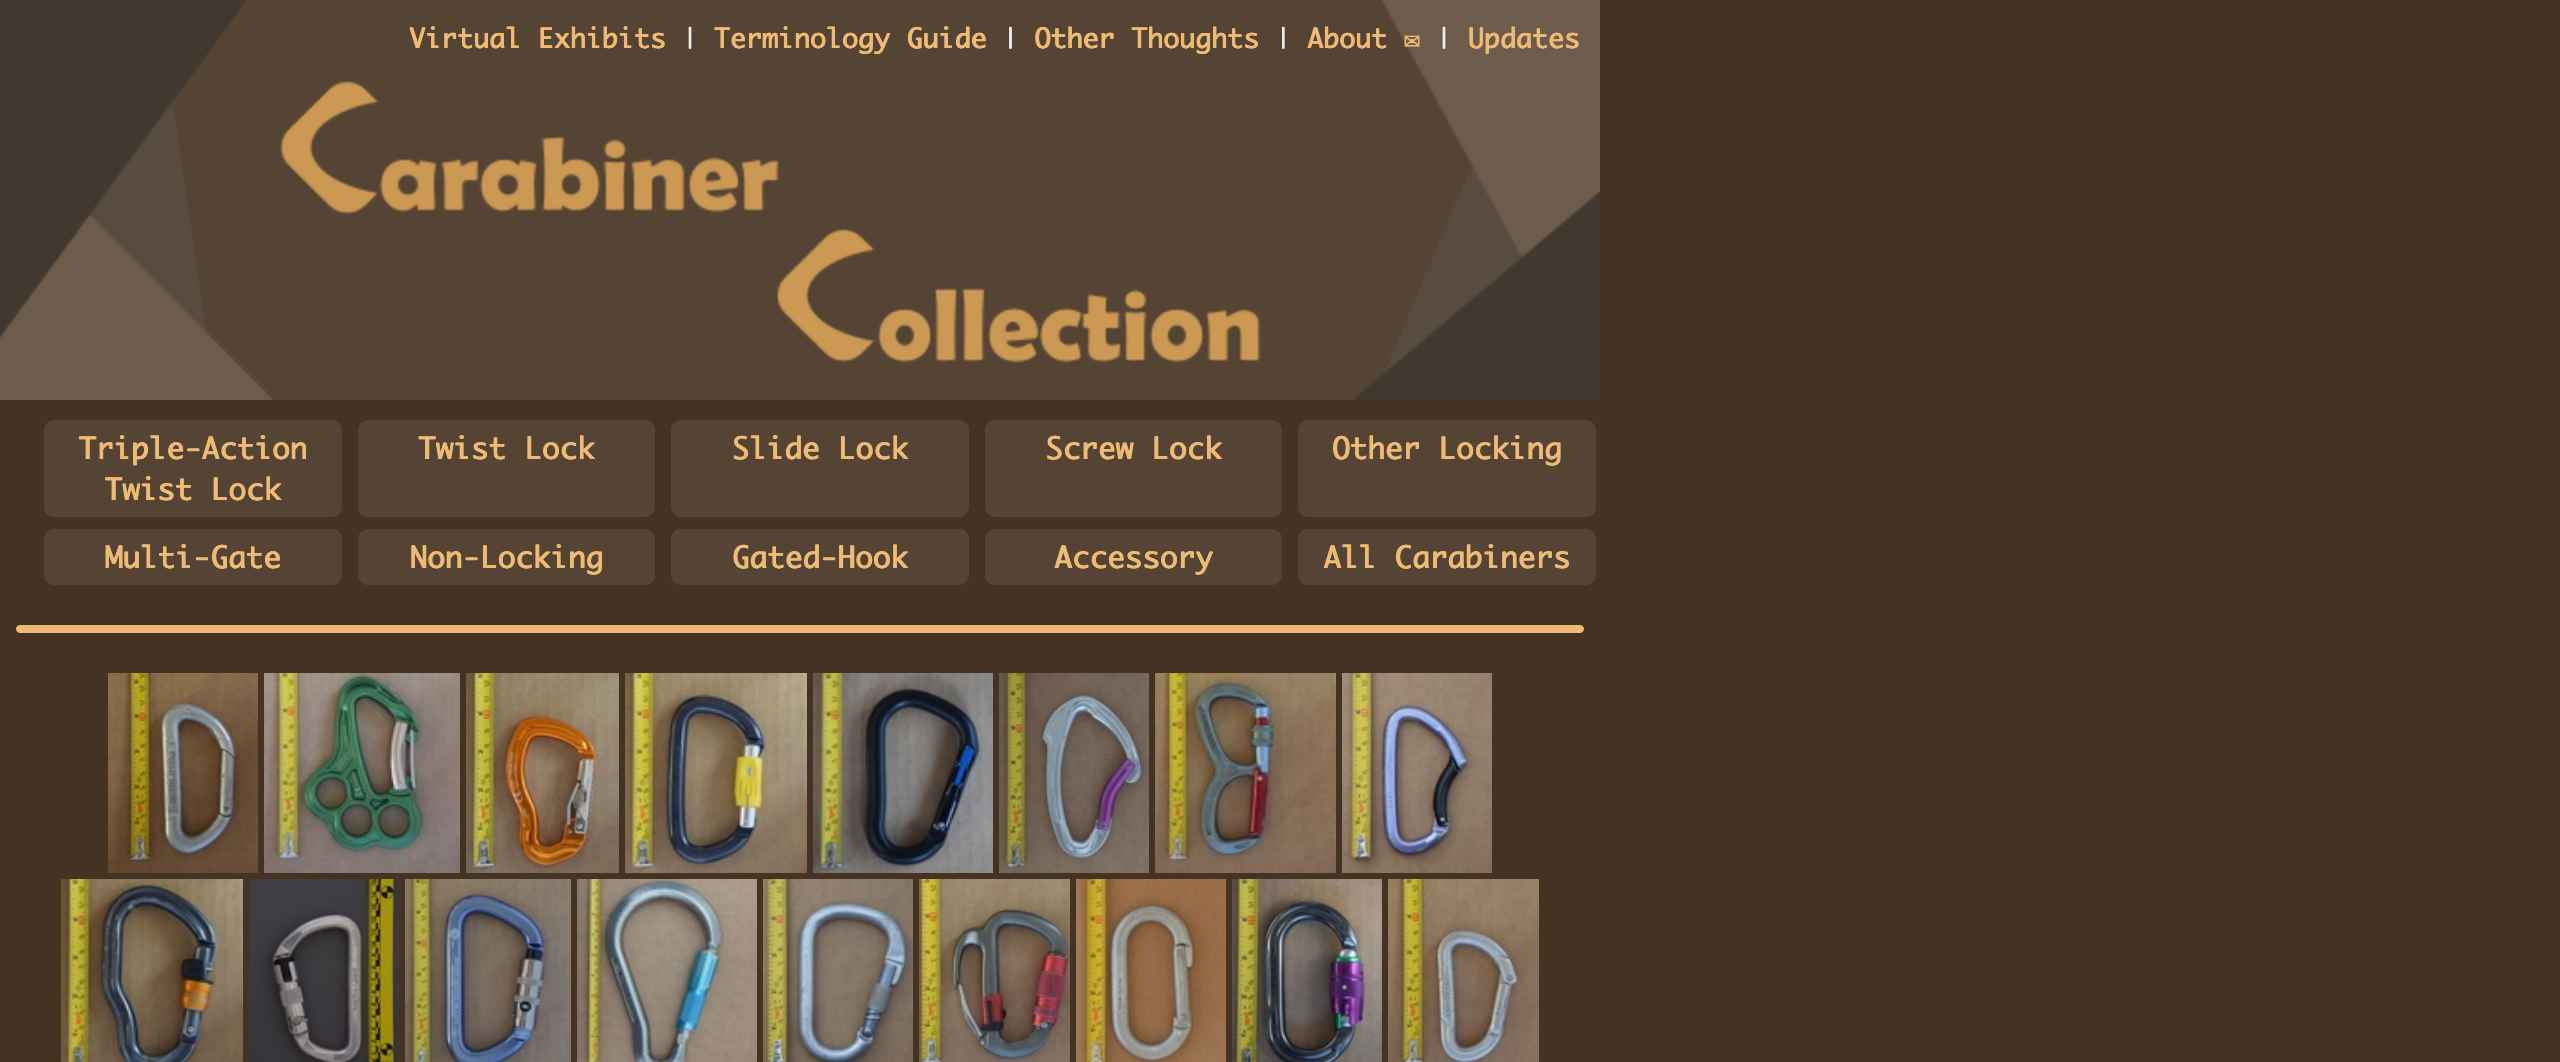 Virtual Exhibits | Terminology Guide | Other Thoughts | About ✉ | Updates
Carabiner
Collection
Triple-Action
Twist Lock
Twist Lock
Slide Lock
Screw Lock
Other Locking
Multi-Gate
Non-Locking
Gated-Hook
Accessory
All Carabiners